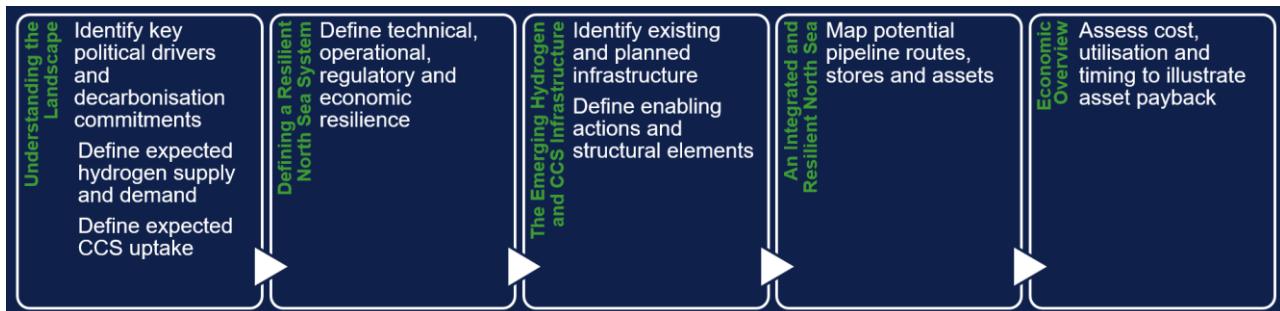 Understanding the
Landscape
Identify key
political drivers
and
decarbonisation
commitments
Define expected
hydrogen supply
and demand
Define expected
CCS uptake
Defining a Resilient
North Sea System
Define technical,
operational,
regulatory and
economic
resilience
The Emerging Hydrogen
and CCS Infrastructure
Identify existing
and planned
infrastructure
Define enabling
actions and
structural elements
An Integrated and
Resilient North Sea
Map potential
pipeline routes,
stores and assets
Economic
Overview
Assess cost,
utilisation and
timing to illustrate
asset payback